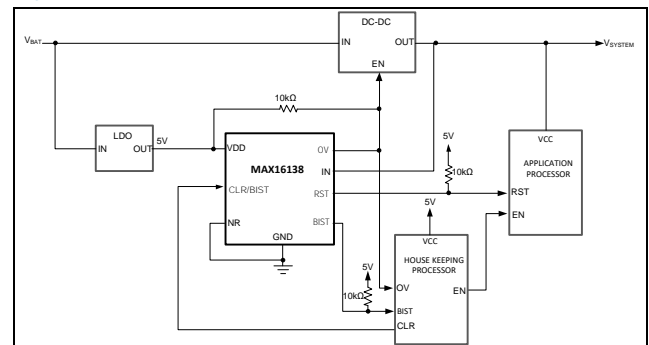 DC-DC
V_BAT
IN
OUT
V_SYSTEM
EN
10kΩ
LDO
IN
OUT
5V
VDD
OV
MAX16138
IN
CLR/BIST
RST
NR
BIST
GND
5V
10kΩ
VCC
APPLICATION
PROCESSOR
RST
EN
5V
VCC
HOUSE KEEPING
PROCESSOR
5V
10kΩ
OV
EN
BIST
CLR